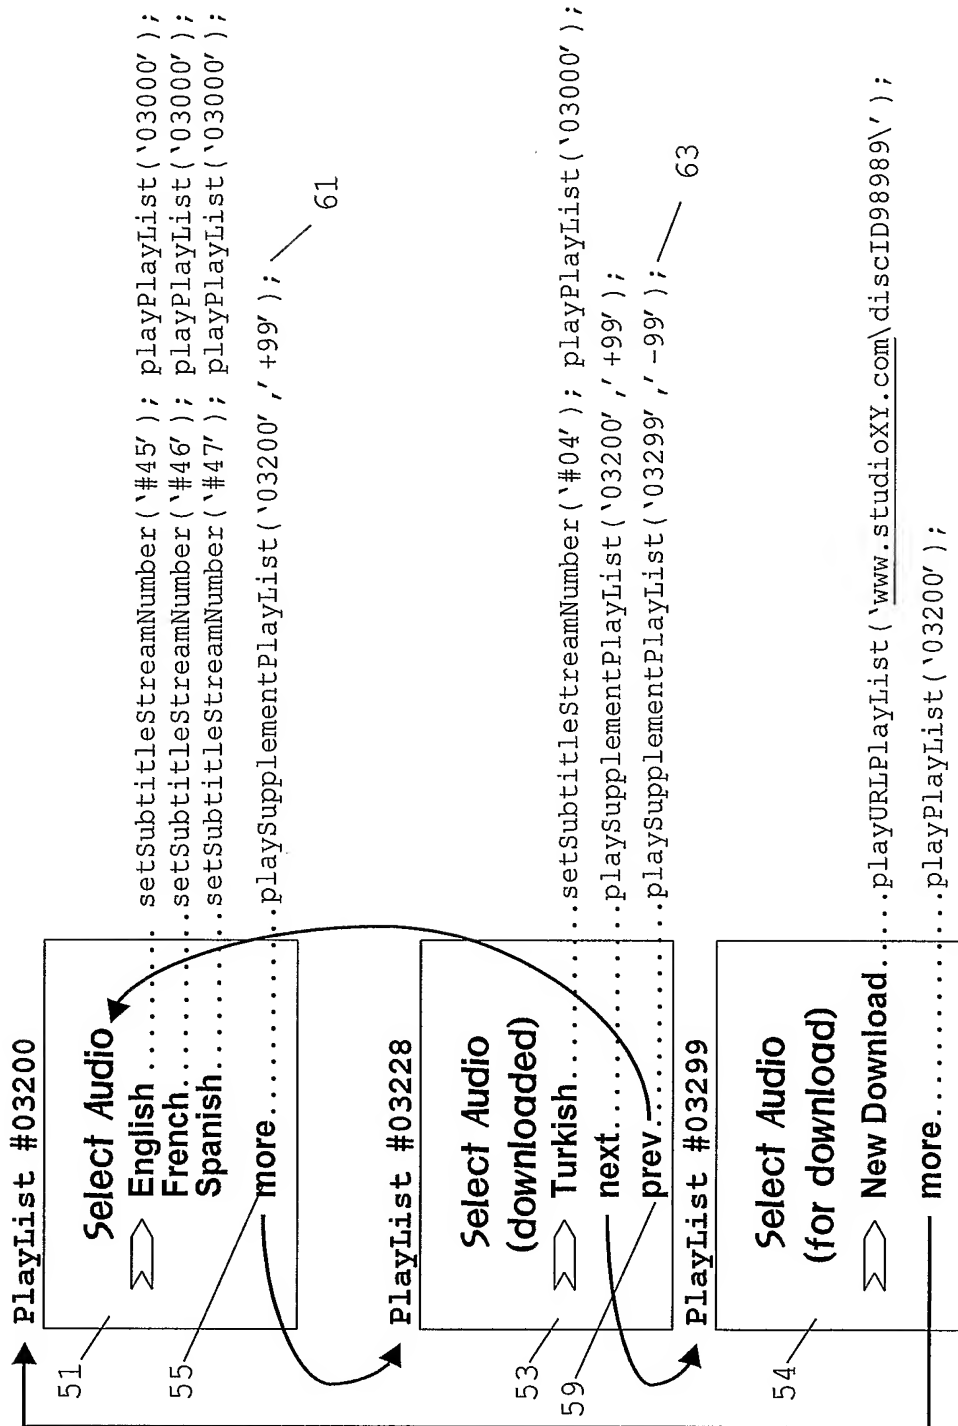 PlayList #03200
51
Select Audio
English.......... setSubtitleStreamNumber(`#45′); playPlayList(`03000′);
French...........setSubtitleStreamNumber(`#46′); playPlayList(`03000′);
Spanish..........setSubtitleStreamNumber(`#47′); playPlayList(`03000′);
55
more..............playSupplementPlayList(`03200′,′+99′);
61
PlayList #03228
53
Select Audio
(downloaded)
Turkish...........setSubtitleStreamNumber(`#04′); playPlayList(`03000′);
59
next..............playSupplementPlayList(`03200′,′+99′);
prev..............playSupplementPlayList(`03299′,′-99′);
63
PlayList #03299
54
Select Audio
(for download)
New Download......playURLPlayList(`www.studioXY.com\discID98989\′);
more..............playPlayList(`03200′);